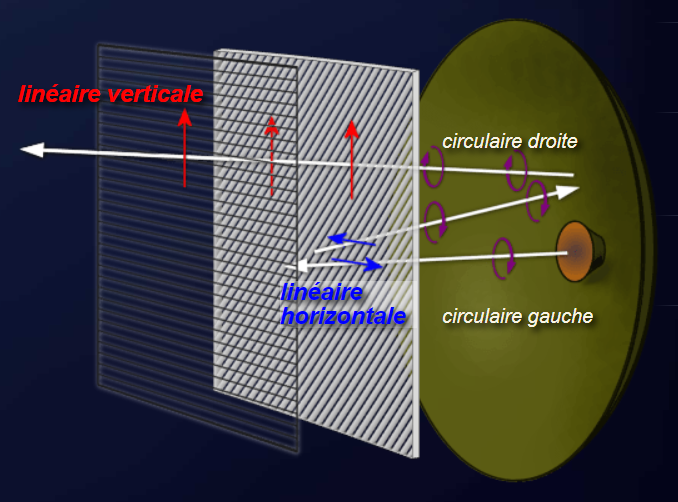 linéaire verticale
circulaire droite
linéaire
horizontale
circulaire gauche